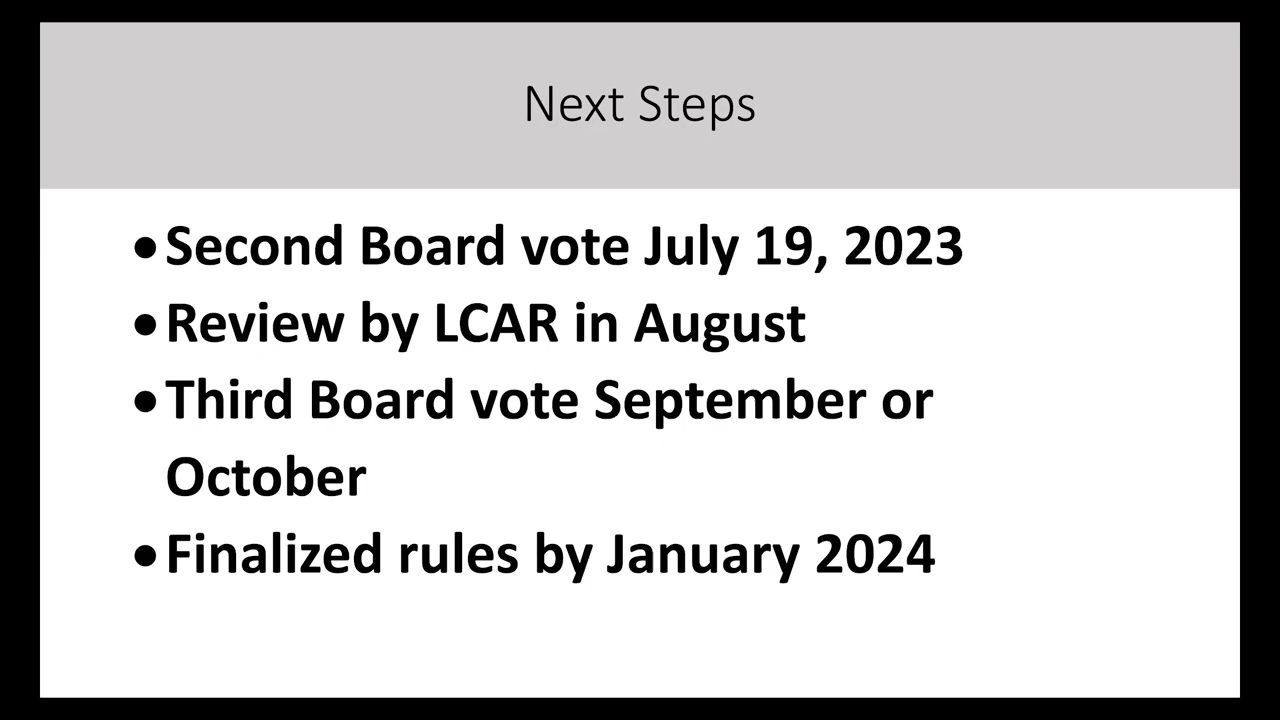 Next Steps
•Second Board vote July 19, 2023
•Review by LCAR in August
•Third Board vote September or
October
•Finalized rules by January 2024